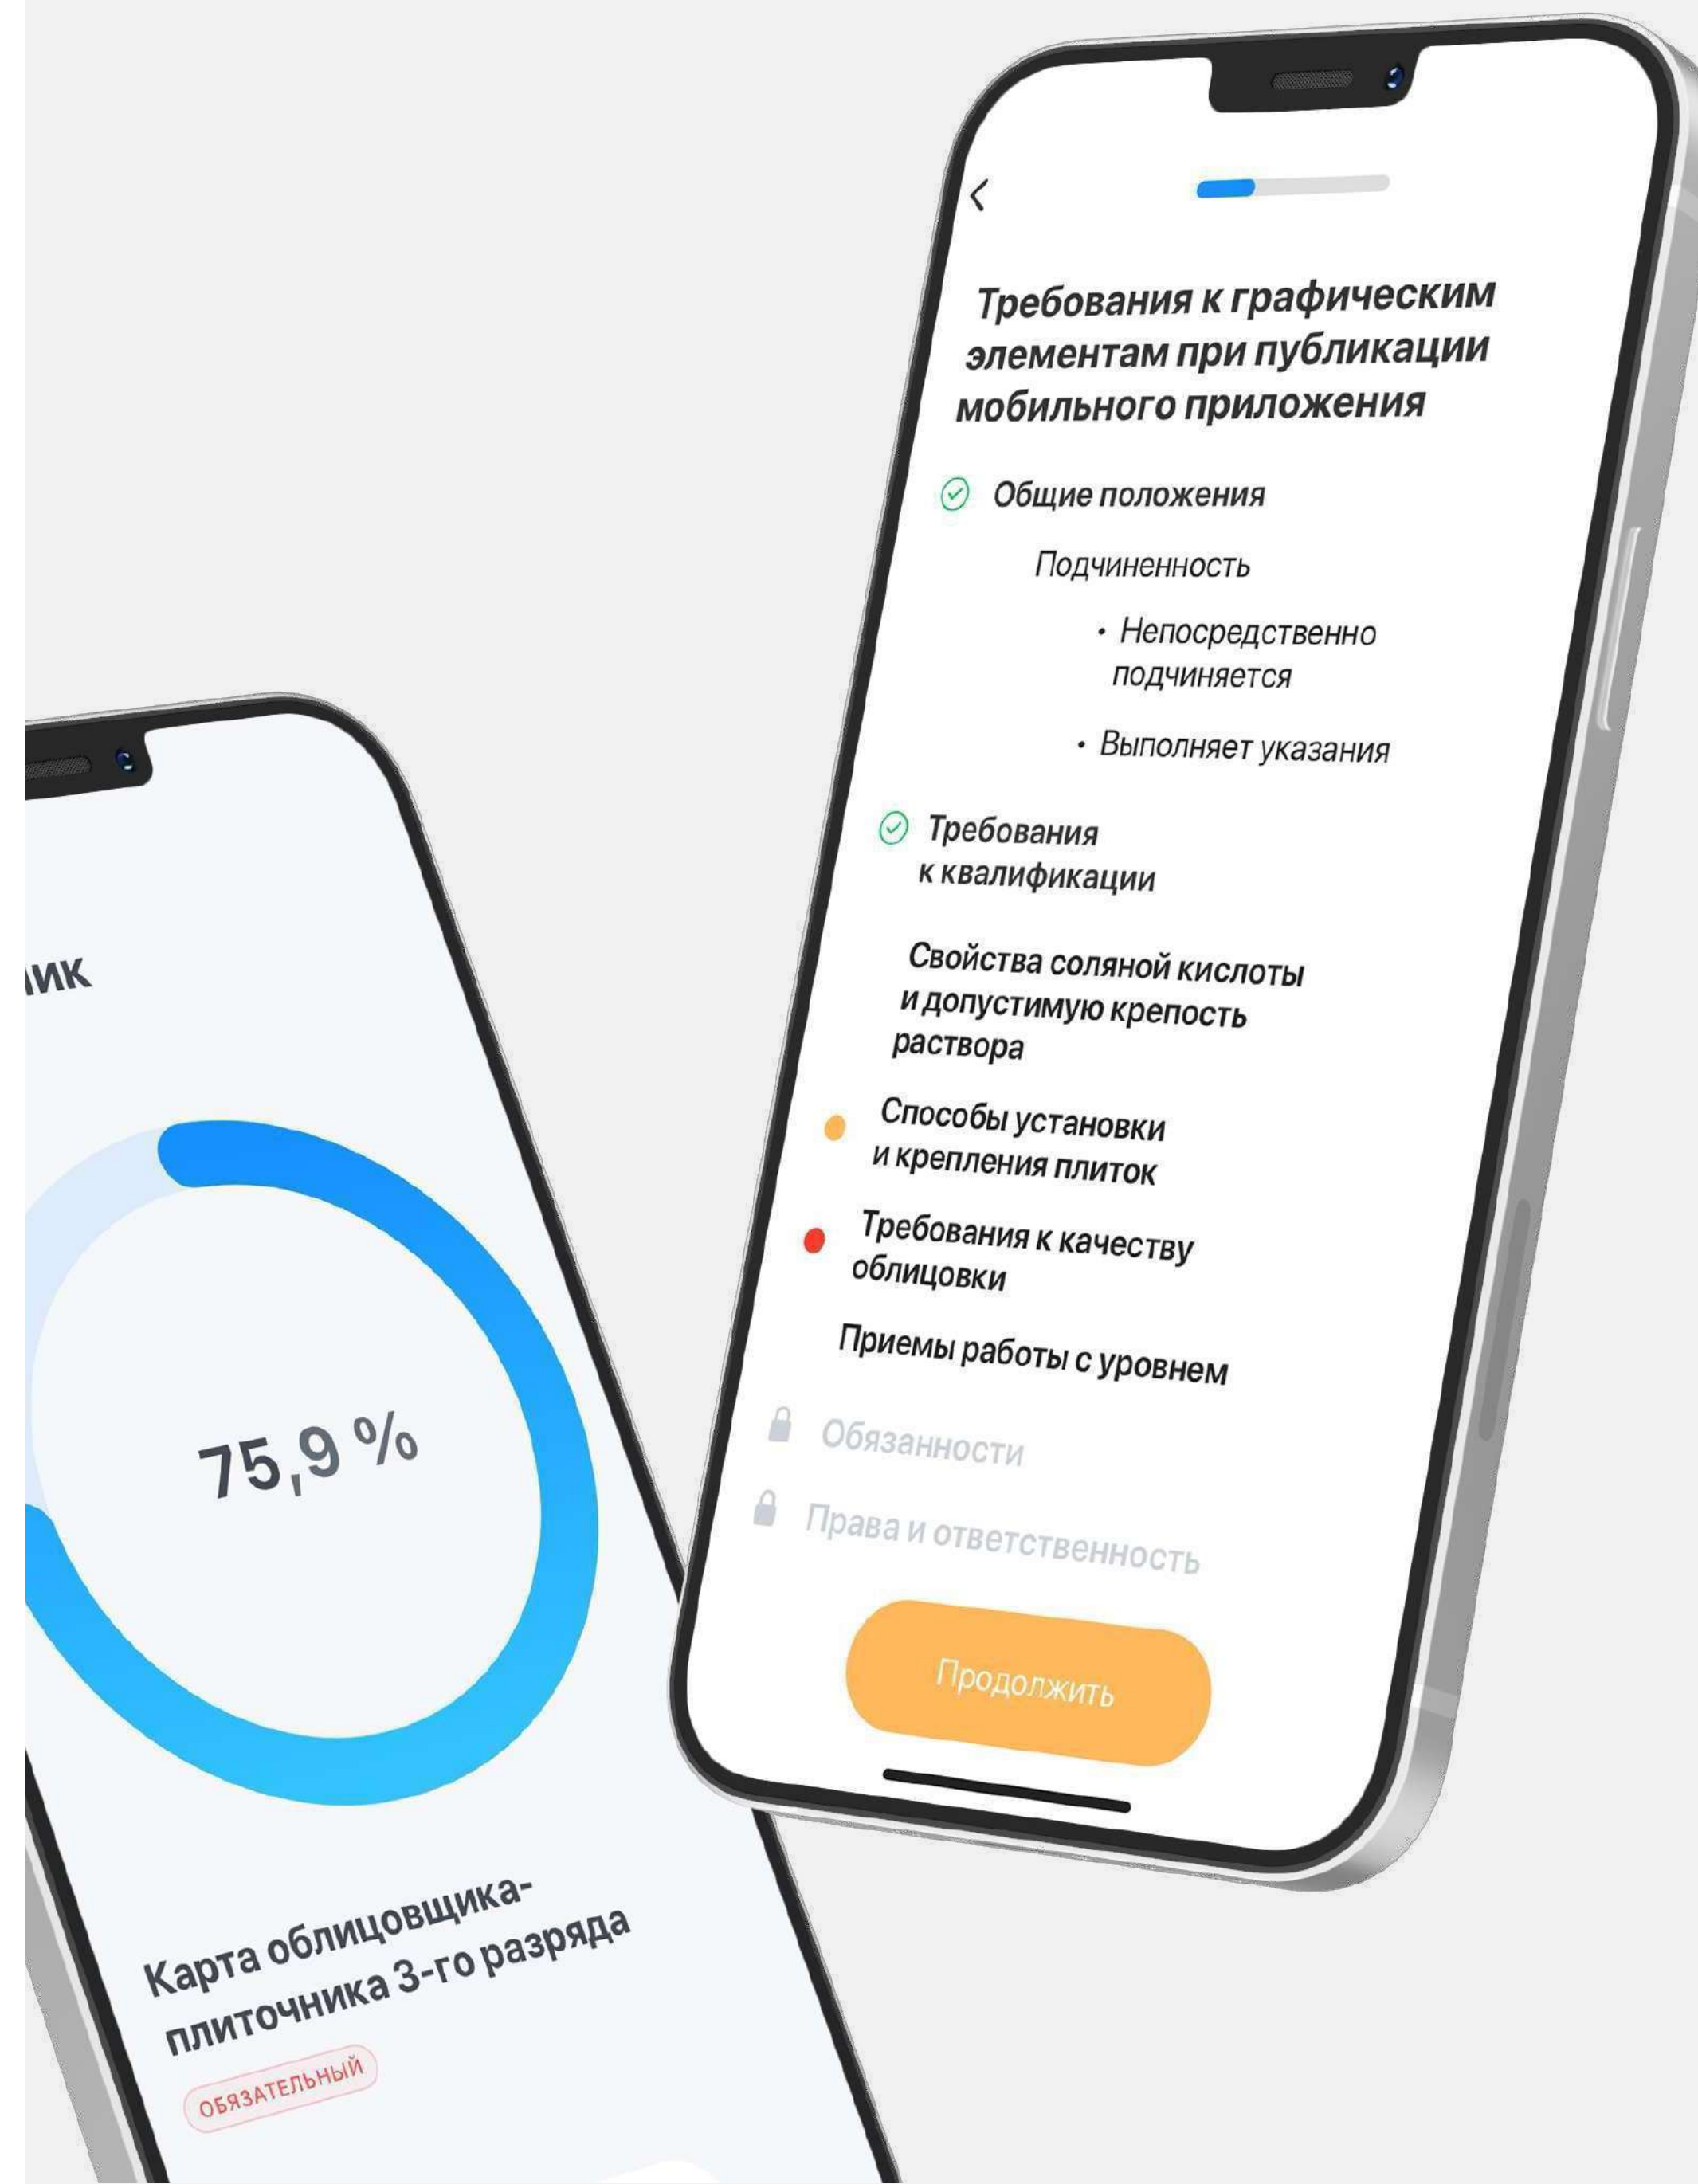 Требования к графическим
элементам при публикации
мобильного приложения
Общие положения
Подчиненность
• Непосредственно
подчиняется
• Выполняет указания
Требования
к квалификации
Свойства соляной кислоты
и допустимую крепость
раствора
Способы установки
и крепления плиток
Требования к качеству
облицовки
Приемы работы с уровнем
Обязанности
Права и ответственность
Продолжить
75,9 %
Карта облицовщика-
плиточника 3-го разряда
ОБЯЗАТЕЛЬНЫЙ